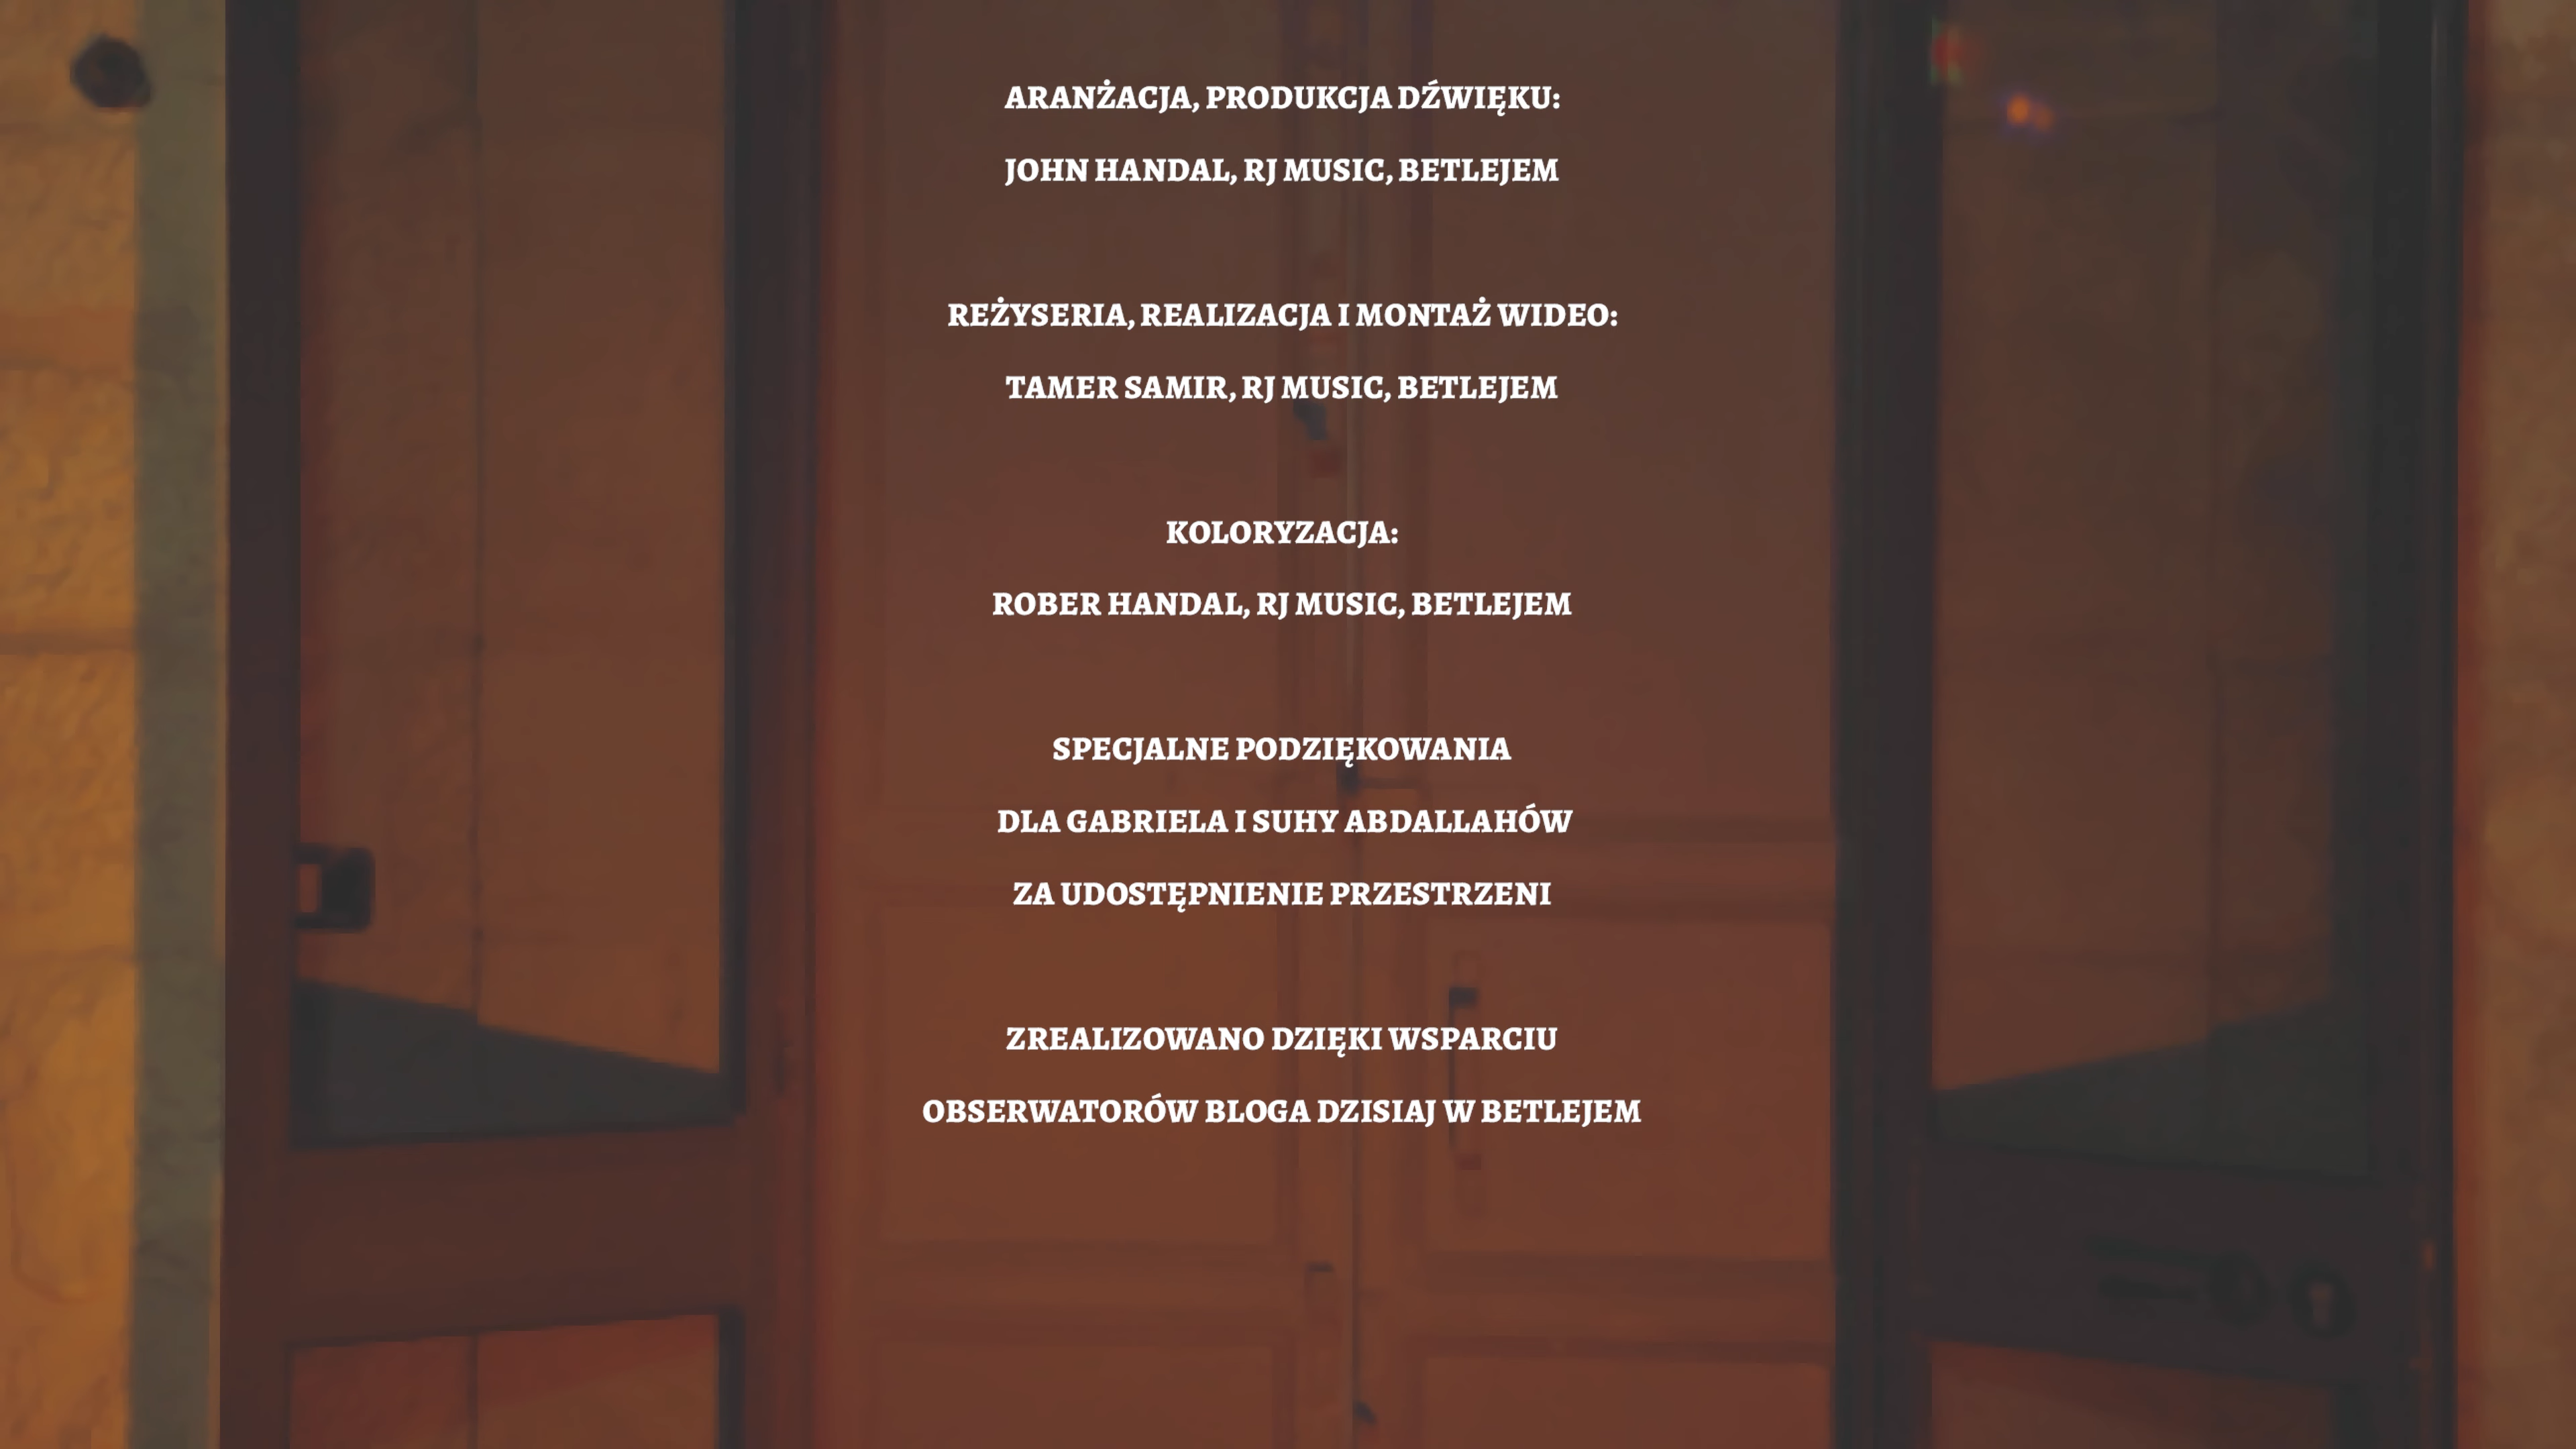 ARANŻACJA, PRODUKCJA DŹWIĘKU:
JOHN HANDAL, RJ MUSIC, BETLEJEM
REŻYSERIA, REALIZACJA I MONTAŻ WIDEO:
TAMER SAMIR, RJ MUSIC, BETLEJEM
KOLORYZACJA:
ROBER HANDAL, RJ MUSIC, BETLEJEM
SPECJALNE PODZIĘKOWANIA
DLA GABRIELA I SUHY ABDALLAHÓW
ZA UDOSTĘPNIENIE PRZESTRZENI
ZREALIZOWANO DZIĘKI WSPARCIU
OBSERWATORÓW BLOGA DZISIAJ W BETLEJEM